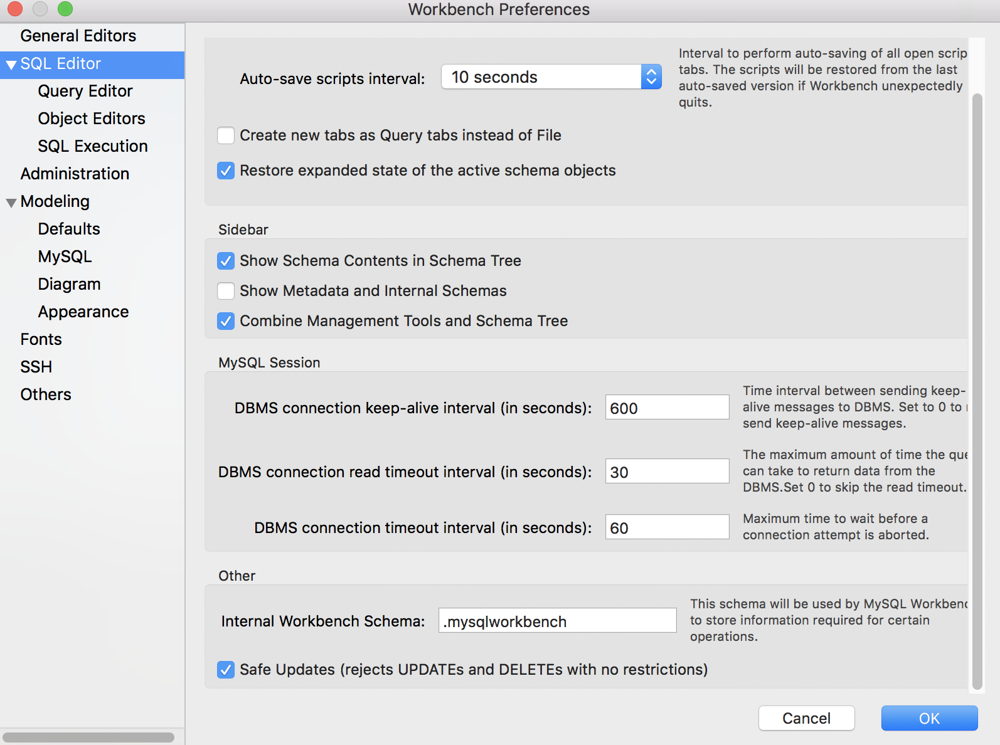 Workbench Preferences
General Editors
SQL Editor
Query Editor
Object Editors
SQL Execution
Administration
Modeling
Defaults
MySQL
Diagram
Appearance
Fonts
SSH
Others
Auto-save scripts interval:
10 seconds
Interval to perform auto-saving of all open scrip
tabs. The scripts will be restored from the last
auto-saved version if Workbench unexpectedly
quits.
Create new tabs as Query tabs instead of File
Restore expanded state of the active schema objects
Sidebar
Show Schema Contents in Schema Tree
Show Metadata and Internal Schemas
Combine Management Tools and Schema Tree
MySQL Session
DBMS connection keep-alive interval (in seconds):
600
Time interval between sending keep-
alive messages to DBMS. Set to 0 to
send keep-alive messages.
DBMS connection read timeout interval (in seconds):
30
The maximum amount of time the que
can take to return data from the
DBMS.Set 0 to skip the read timeout.
DBMS connection timeout interval (in seconds):
60
Maximum time to wait before a
connection attempt is aborted.
Other
Internal Workbench Schema:
.mysqlworkbench
This schema will be used by MySQL Workbenc
to store information required for certain
operations.
Safe Updates (rejects UPDATEs and DELETEs with no restrictions)
Cancel
OK